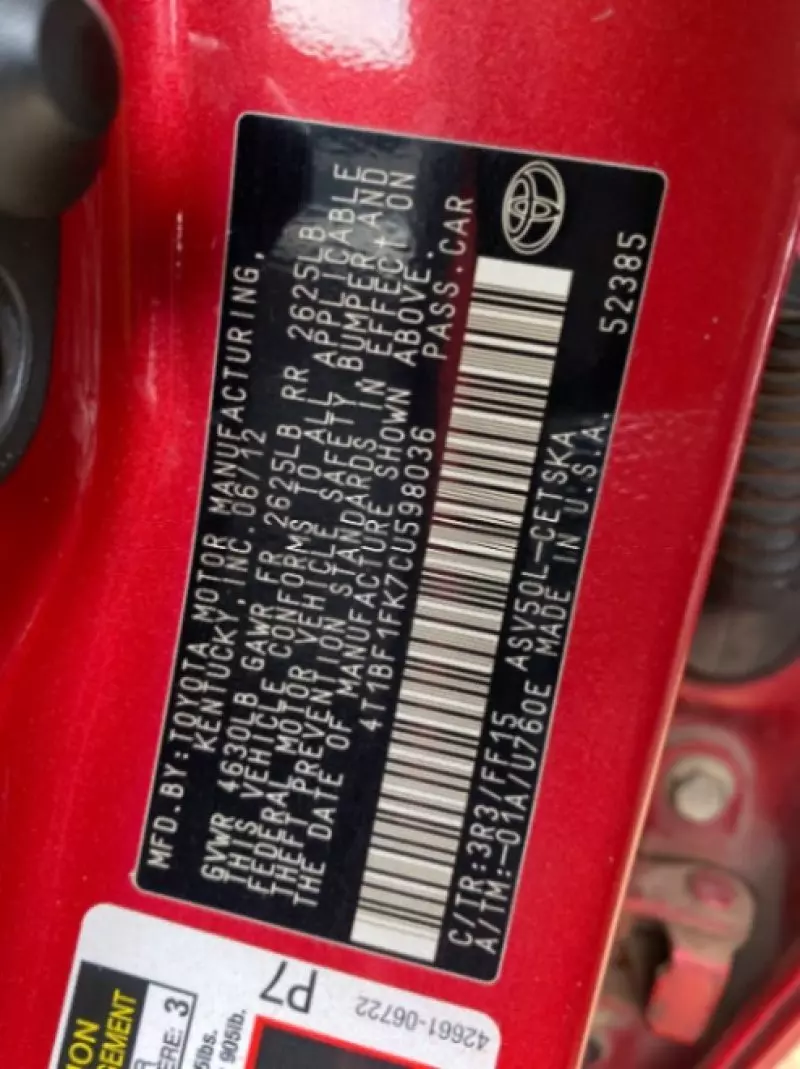 MFD.BY:TOYOTA MOTOR MANUFACTURING,
KENTUCKY,INC. 06/12
GVWR 4630LB GAWR FR 2625LB RR 2625LB
THIS VEHICLE CONFORMS TO ALL APPLICABLE
FEDERAL MOTOR VEHICLE SAFETY,BUMPER,AND
THEFT PREVENTION STANDARDS IN EFFECT ON
THE DATE OF MANUFACTURE SHOWN ABOVE.
4T1BF1FK7CU598036 PASS.CAR
C/TR:3R3/FF15 ASV50L-CETSKA
A/TM:-01A/U760E MADE IN U.S.A.
52385
P7
42661-06722
3
905lb.